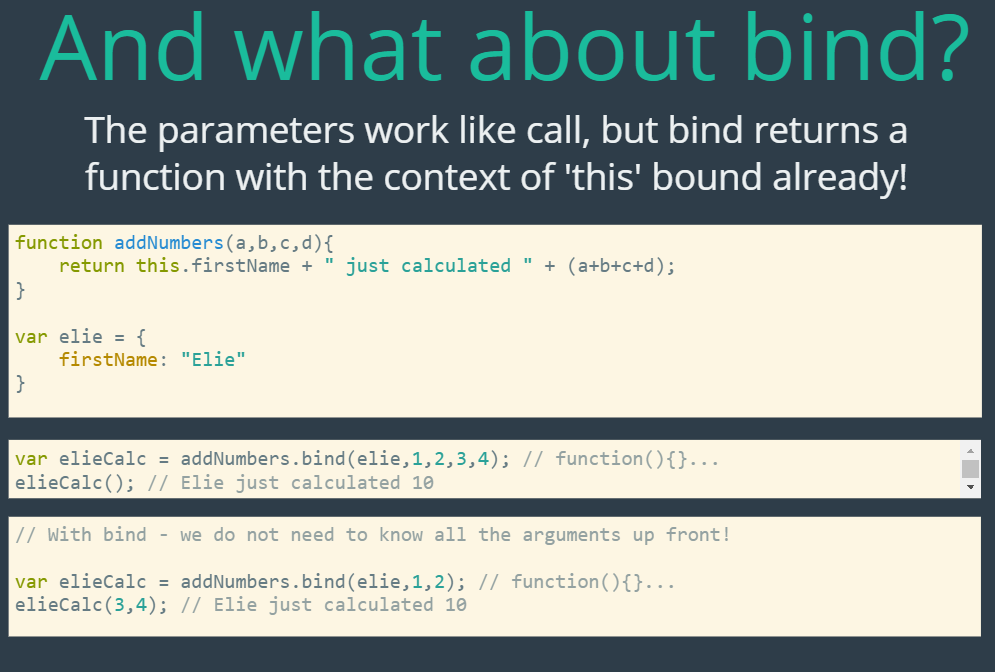 And what about bind?
The parameters work like call, but bind returns a
function with the context of 'this' bound already!
function addNumbers(a,b,c,d){
    return this.firstName + " just calculated " + (a+b+c+d);
}
var elie = {
    firstName: "Elie"
}
var elieCalc = addNumbers.bind(elie,1,2,3,4); // function(){}...
elieCalc(); // Elie just calculated 10
// With bind - we do not need to know all the arguments up front!
var elieCalc = addNumbers.bind(elie,1,2); // function(){}...
elieCalc(3,4); // Elie just calculated 10